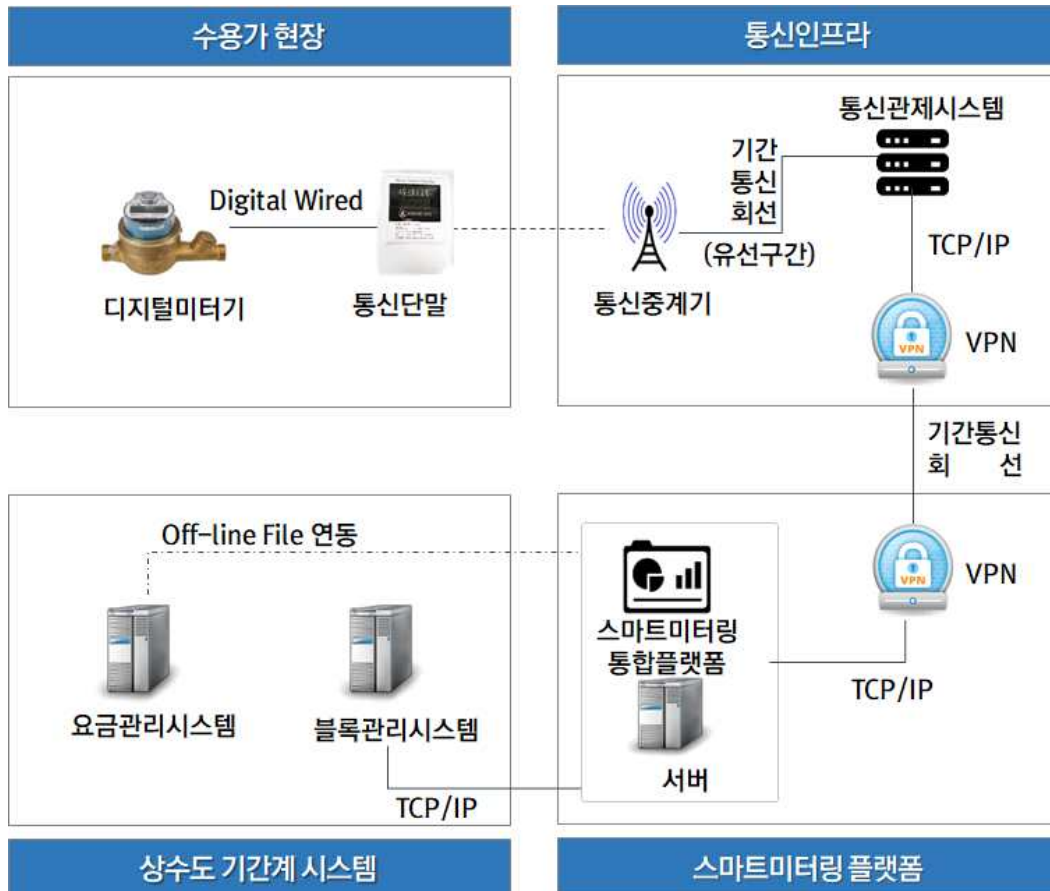 수용가 현장
통신인프라
Digital Wired
디지털미터기
통신단말
통신관제시스템
기간
통신
회선
(유선구간)
통신중계기
TCP/IP
VPN
VPN
기간통신
회 선
Off-line File 연동
요금관리시스템
블록관리시스템
TCP/IP
스마트미터링
통합플랫폼
서버
VPN
VPN
TCP/IP
상수도 기간계 시스템
스마트미터링 플랫폼